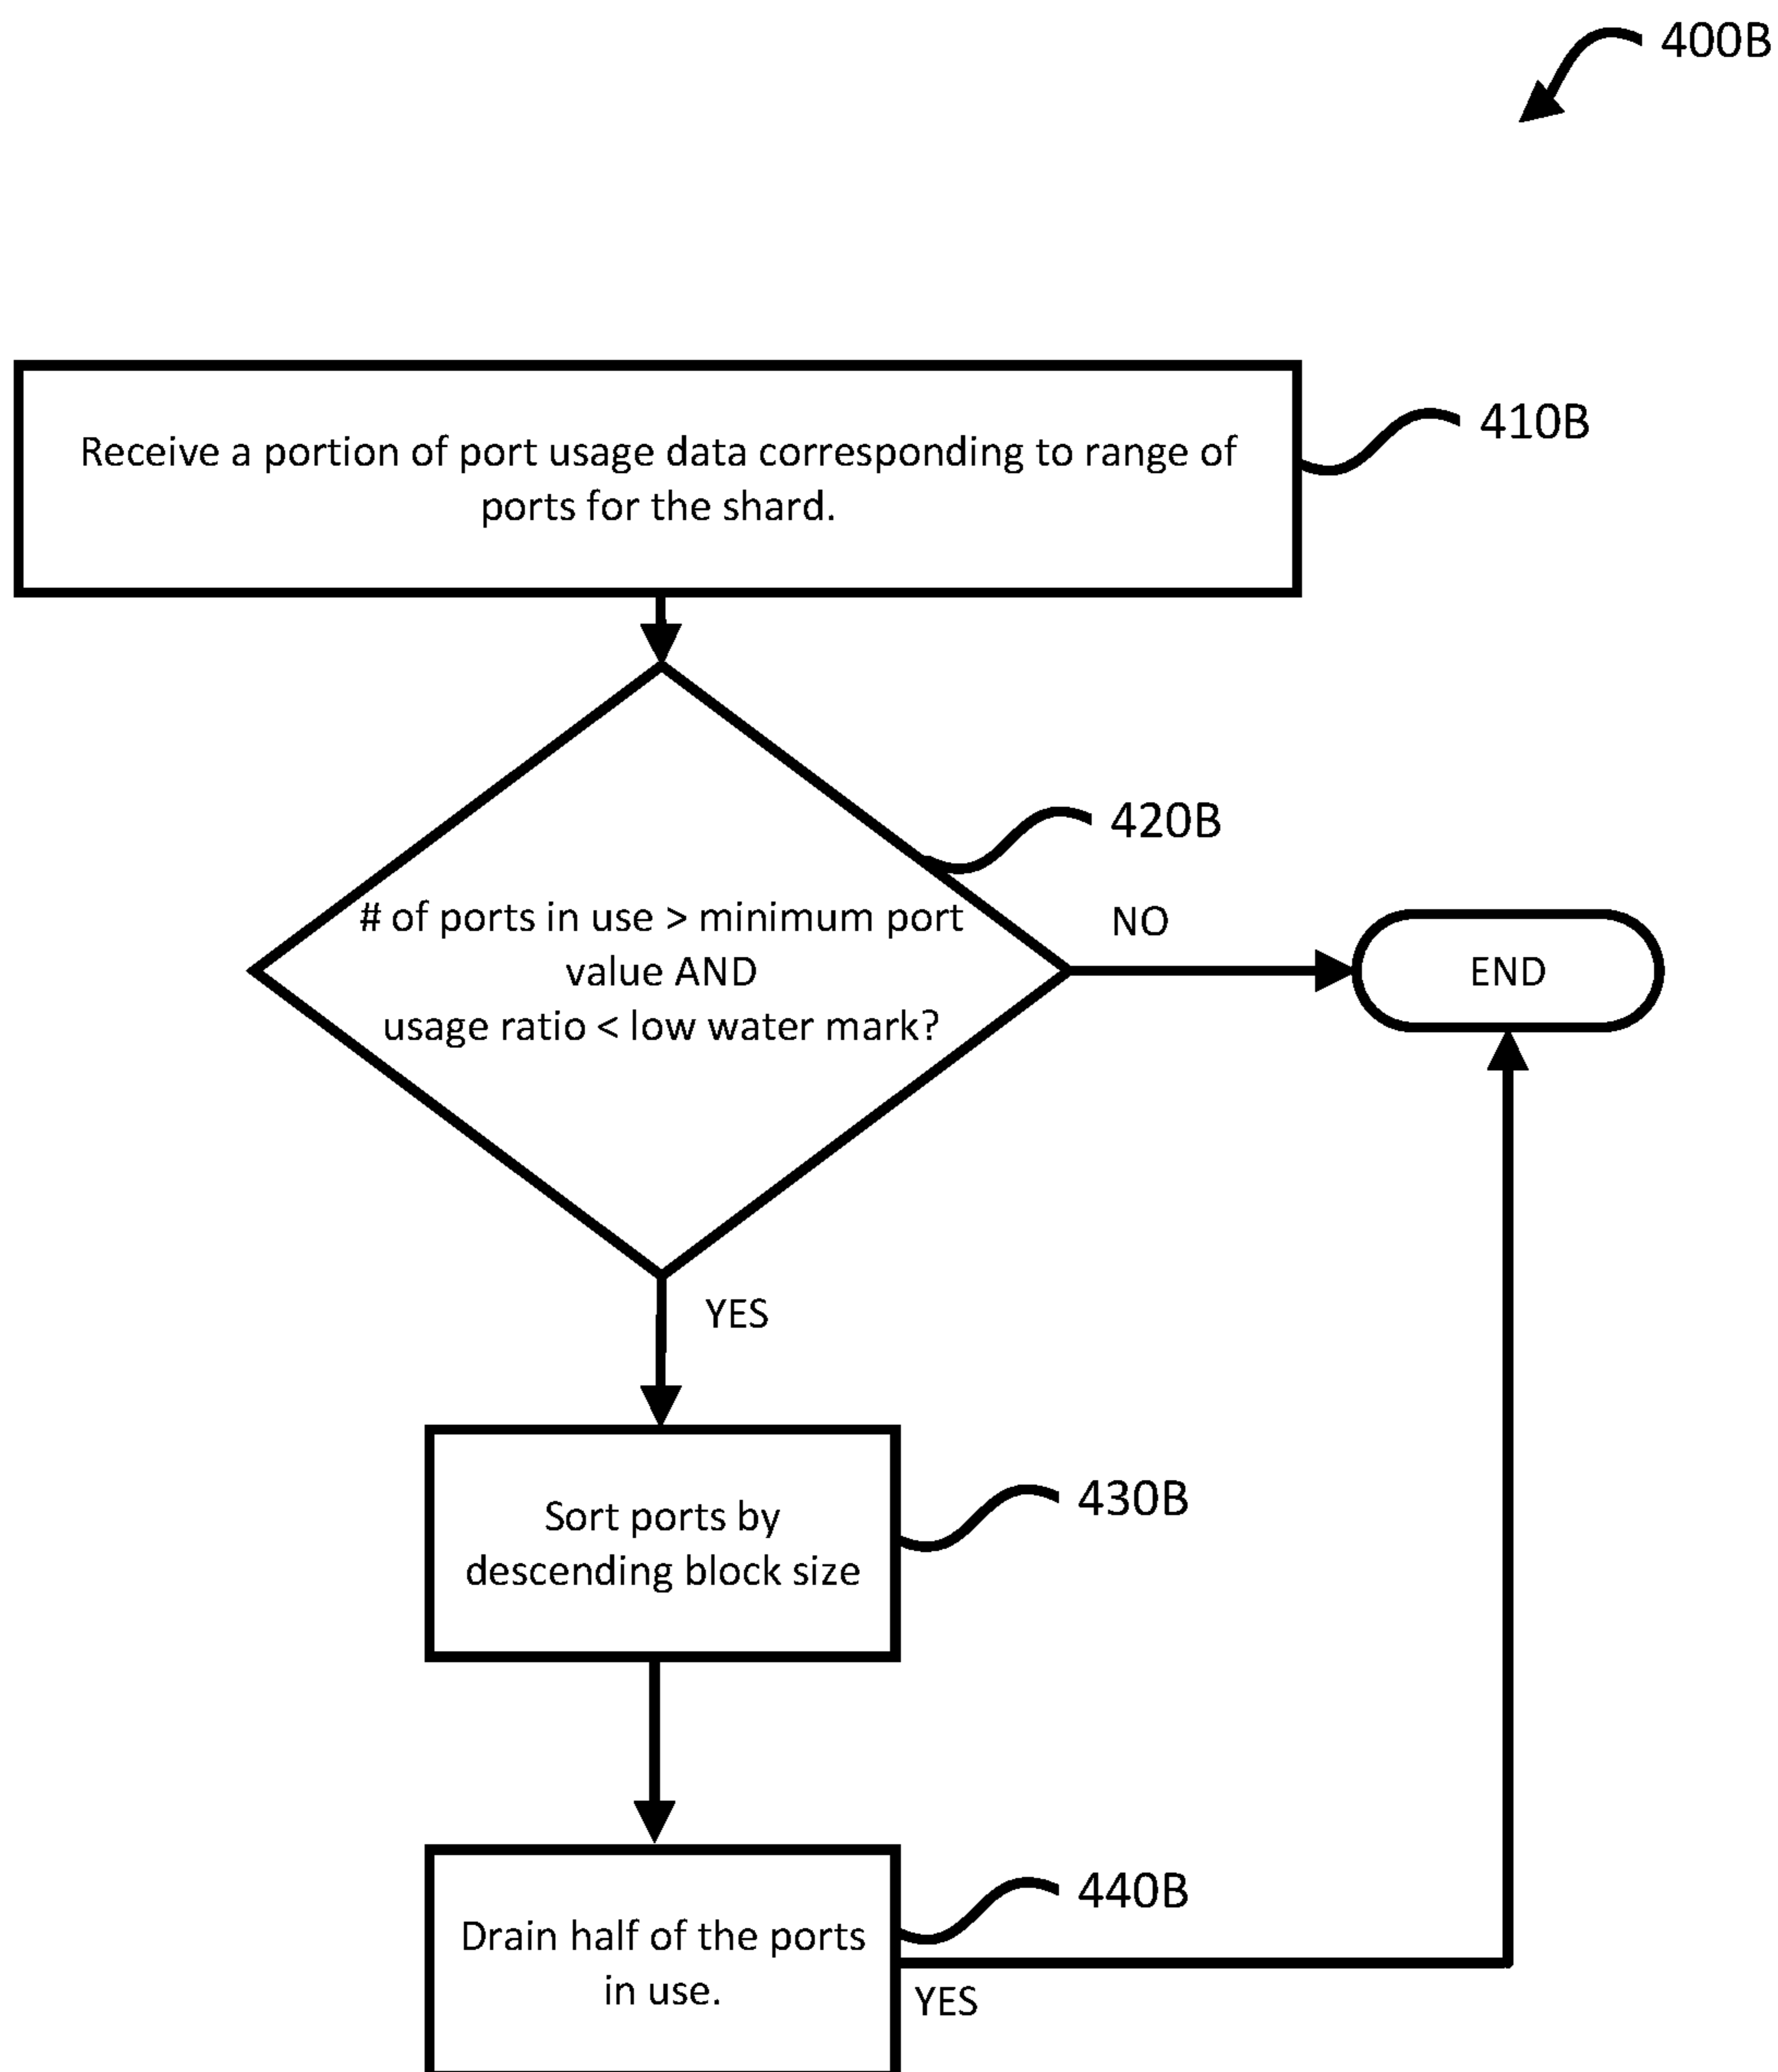 400B
Receive a portion of port usage data corresponding to range of
ports for the shard.
410B
420B
# of ports in use > minimum port
value AND
usage ratio < low water mark?
NO
END
YES
Sort ports by
descending block size
430B
Drain half of the ports
in use.
440B
YES